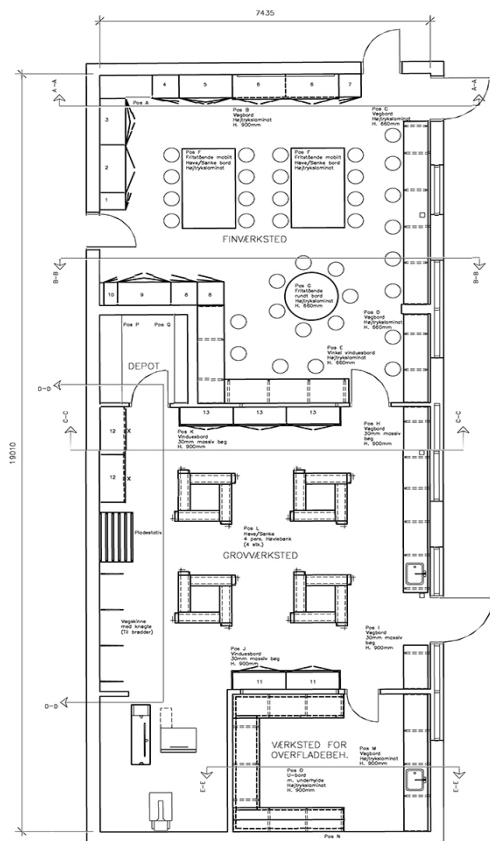 7435
19010
A-A
A-A
4
5
6
6
7
Pos A
Pos B
Vægbord
Højtrykslaminat
H. 900mm
Pos C
Vægbord
Højtrykslaminat
H. 660mm
3
2
1
Pos F
Fritstående mobilt
Hæve/Sænke bord
Højtrykslaminat
Pos F
Fritstående mobilt
Hæve/Sænke bord
Højtrykslaminat
FINVÆRKSTED
B-B
B-B
10
9
8
8
Pos G
Fritstående
rundt bord
Højtrykslaminat
H. 660mm
Pos D
Vægbord
Højtrykslaminat
H. 660mm
Pos P
Pos Q
Pos E
Vinkel vinduesbord
Højtrykslaminat
H. 660mm
DEPOT
D-D
C-C
C-C
12
12
13
13
13
Pos K
Vinduesbord
30mm massiv bøg
H. 900mm
Pos H
Vægbord
30mm massiv
bøg
H. 900mm
Pladestativ
Pos L
Hæve/Sænke
4 pers. Høvlebænk
(4 stk.)
GROVVÆRKSTED
Vægskinne
med knægte
(Til brædder)
Pos I
Vægbord
30mm massiv
bøg
H. 900mm
Pos J
Vinduesbord
30mm massiv bøg
H. 900mm
11
11
D-D
VÆRKSTED FOR
OVERFLADEBEH.
Pos M
Vægbord
Højtrykslaminat
H. 900mm
Pos O
U-bord
m. underhylde
Højtrykslaminat
H. 900mm
E-E
E-E
Pos N